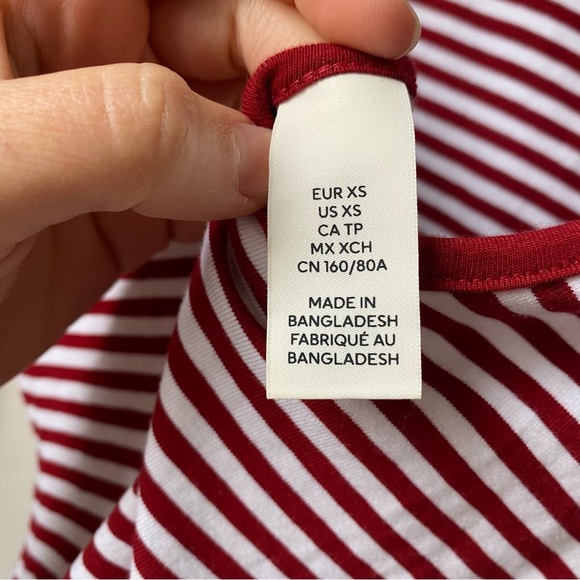 EUR XS
US XS
CA TP
MX XCH
CN 160/80A
MADE IN
BANGLADESH
FABRIQUÉ AU
BANGLADESH